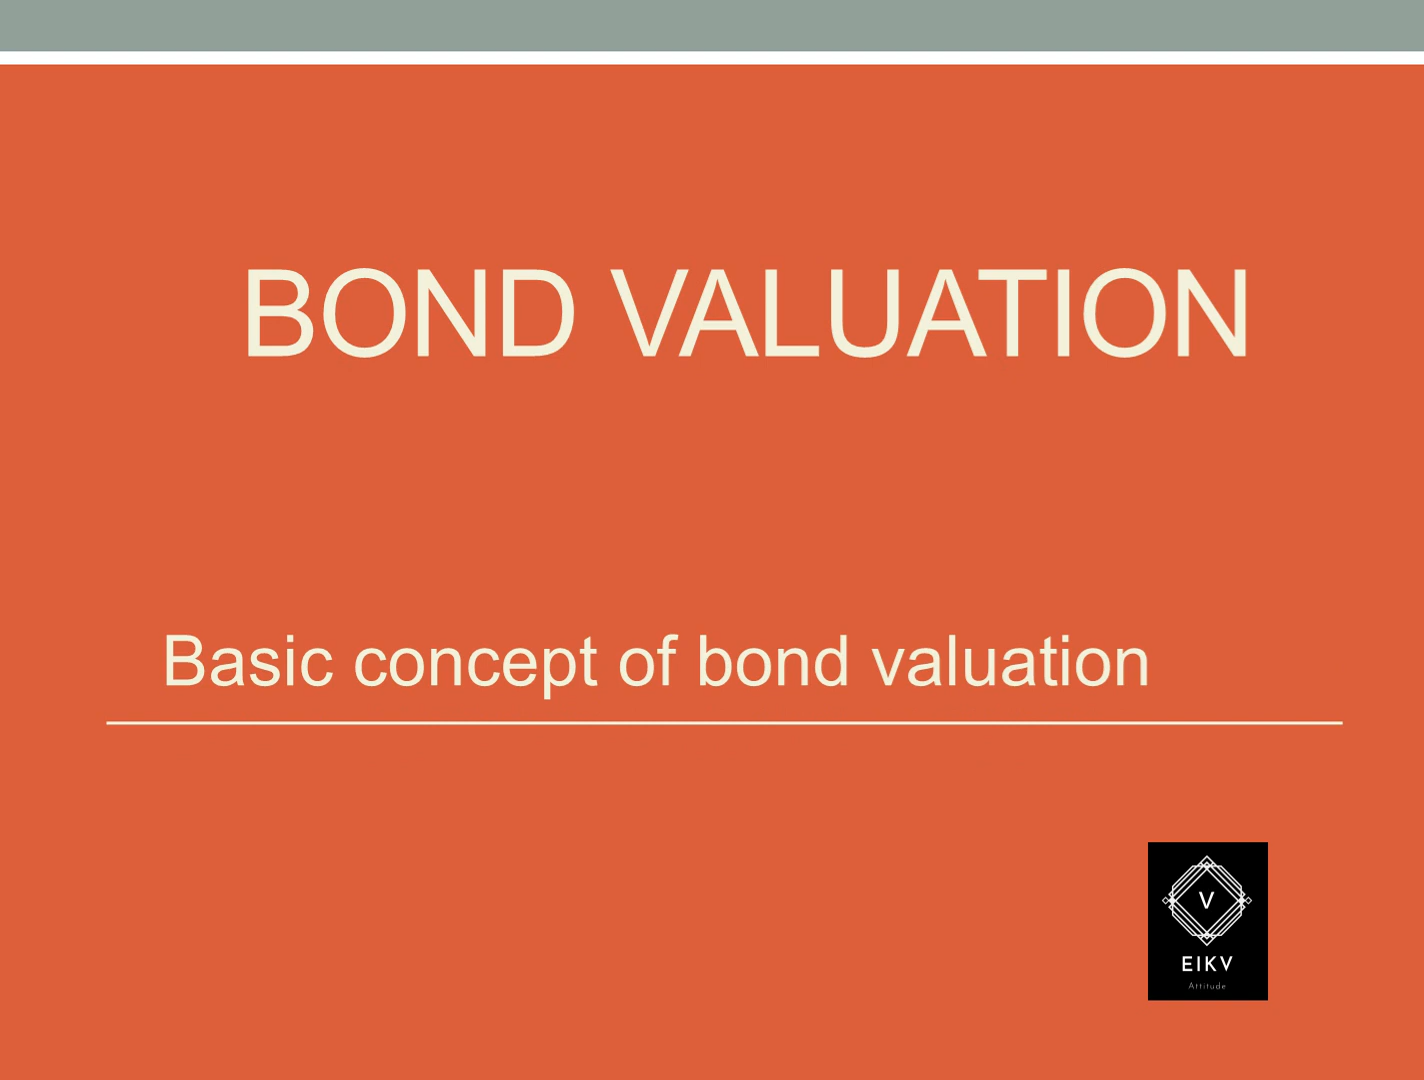 BOND VALUATION
Basic concept of bond valuation
V
EIKV
Attitude